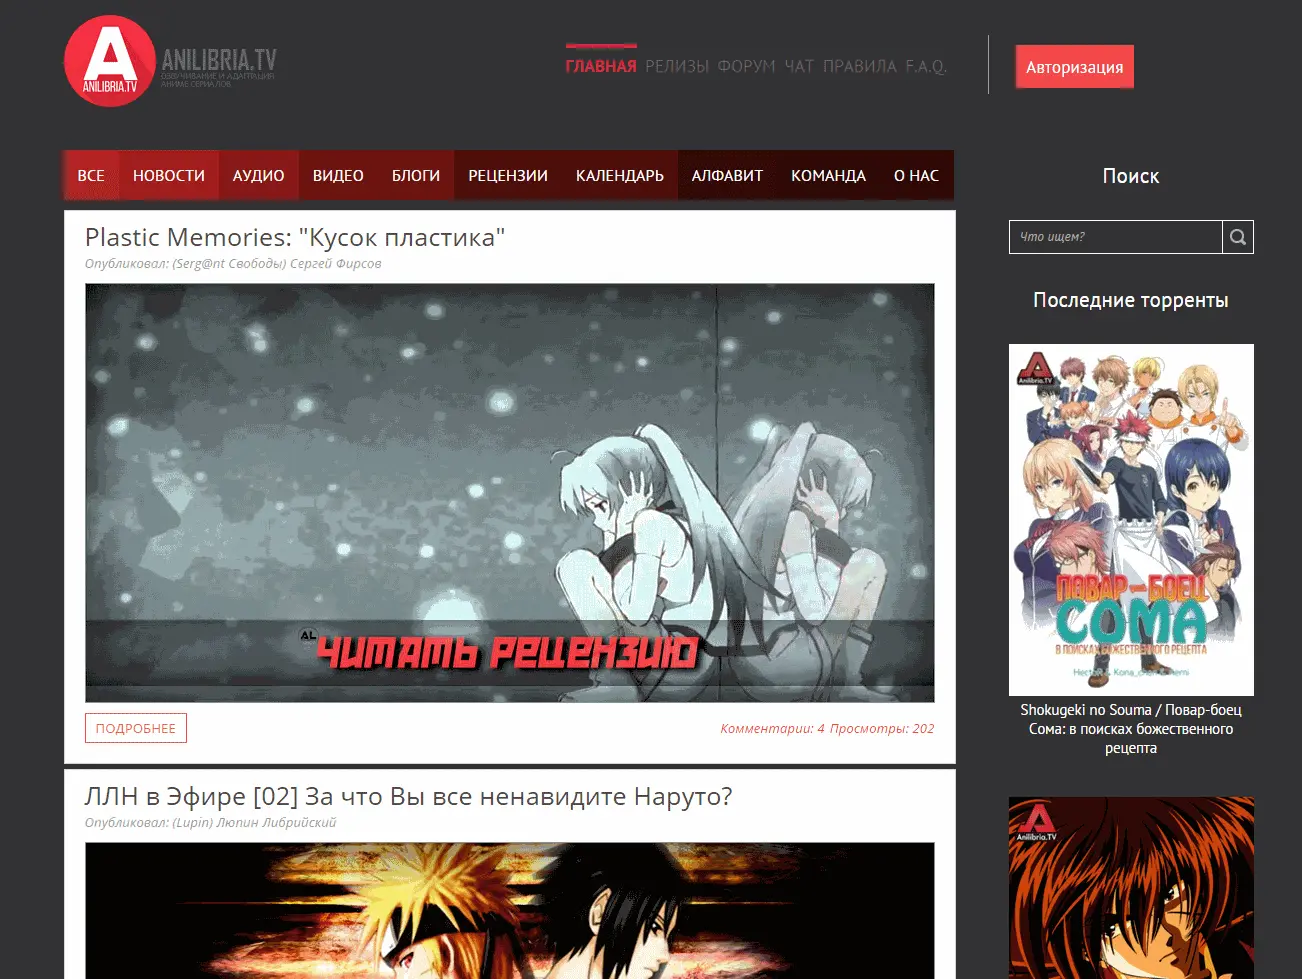 ANILIBRIA.TV
ANILIBRIA.TV
ОЗВУЧИВАНИЕ И АДАПТАЦИЯ
АНИМЕ СЕРИАЛОВ
ГЛАВНАЯ РЕЛИЗЫ ФОРУМ ЧАТ ПРАВИЛА F.A.Q.
Авторизация
ВСЕ НОВОСТИ АУДИО ВИДЕО БЛОГИ РЕЦЕНЗИИ КАЛЕНДАРЬ АЛФАВИТ КОМАНДА О НАС
Plastic Memories: "Кусок пластика"
Опубликовал: (Serg@nt Свободы) Сергей Фирсов
AL
ЧИТАТЬ РЕЦЕНЗИЮ
ПОДРОБНЕЕ
Комментарии: 4 Просмотры: 202
ЛЛН в Эфире [02] За что Вы все ненавидите Наруто?
Опубликовал: (Lupin) Люпин Либрийский
Поиск
Что ищем?
Последние торренты
Anilibria.TV
ПОВАР-БОЕЦ
СОМА
В ПОИСКАХ БОЖЕСТВЕННОГО РЕЦЕПТА
Shokugeki no Souma / Повар-боец
Сома: в поисках божественного
рецепта
Anilibria.TV